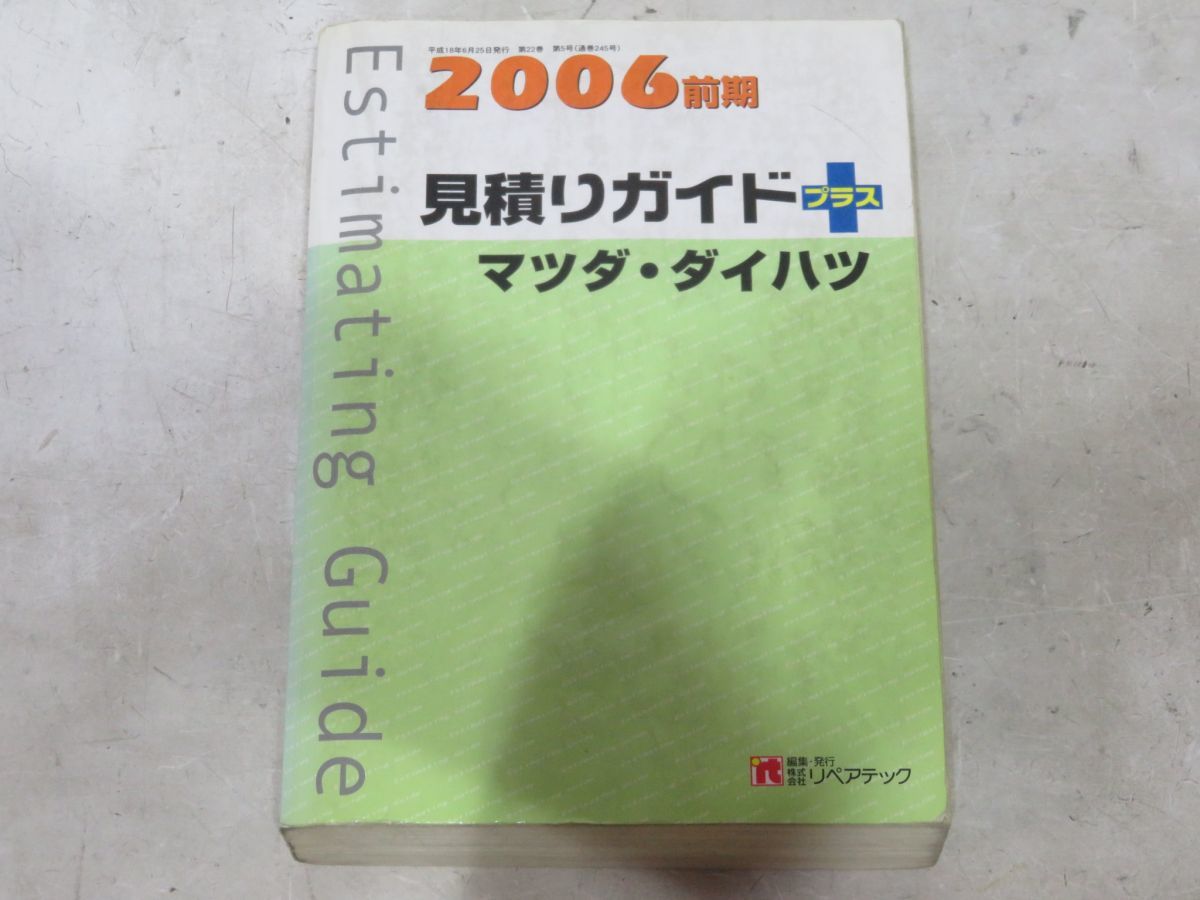 平成18年6月25日発行 第22巻 第5号(通巻245号)
2006前期
見積りガイドプラス
マツダ・ダイハツ
Estimating Guide
rt 編集・発行
株式会社リペアテック